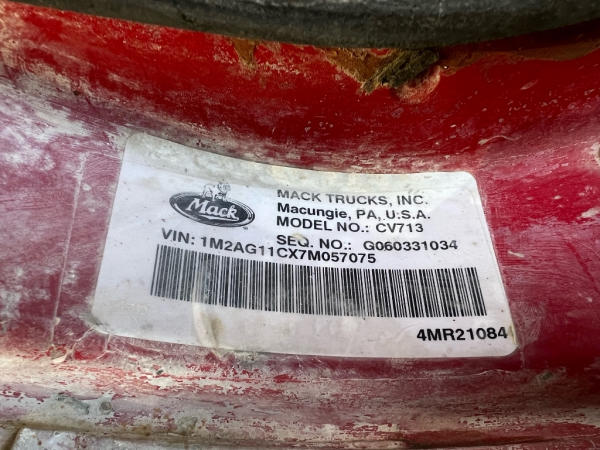 Mack
MACK TRUCKS, INC.
Macungie, PA, U.S.A.
MODEL NO.: CV713
SEQ. NO.: G060331034
VIN: 1M2AG11CX7M057075
4MR21084